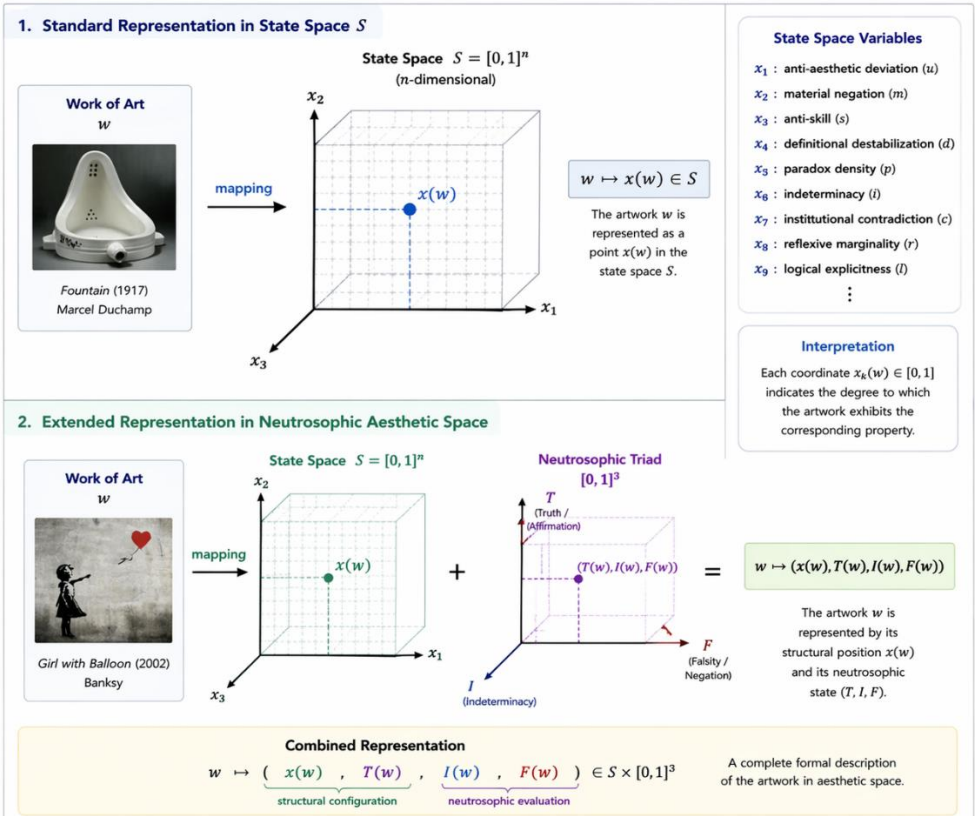 1. Standard Representation in State Space S
Work of Art
w
Fountain (1917)
Marcel Duchamp
mapping
State Space S = [0, 1]ⁿ
(n-dimensional)
x₂
x(w)
x₁
x₃
w ↦ x(w) ∈ S
The artwork w is
represented as a
point x(w) in the
state space S.
State Space Variables
x₁ : anti-aesthetic deviation (u)
x₂ : material negation (m)
x₃ : anti-skill (s)
x₄ : definitional destabilization (d)
x₅ : paradox density (p)
x₆ : indeterminacy (i)
x₇ : institutional contradiction (c)
x₈ : reflexive marginality (r)
x₉ : logical explicitness (l)
⋮
Interpretation
Each coordinate xₖ(w) ∈ [0, 1]
indicates the degree to which
the artwork exhibits the
corresponding property.
2. Extended Representation in Neutrosophic Aesthetic Space
Work of Art
w
Girl with Balloon (2002)
Banksy
mapping
State Space S = [0, 1]ⁿ
x₂
x(w)
x₁
x₃
+
Neutrosophic Triad
[0, 1]³
T
(Truth /
Affirmation)
(T(w), I(w), F(w))
F
(Falsity /
Negation)
I
(Indeterminacy)
=
w ↦ (x(w), T(w), I(w), F(w))
The artwork w is
represented by its
structural position x(w)
and its neutrosophic
state (T, I, F).
Combined Representation
w ↦ ( x(w) , T(w) , I(w) , F(w) ) ∈ S × [0, 1]³
structural configuration
neutrosophic evaluation
A complete formal description
of the artwork in aesthetic space.